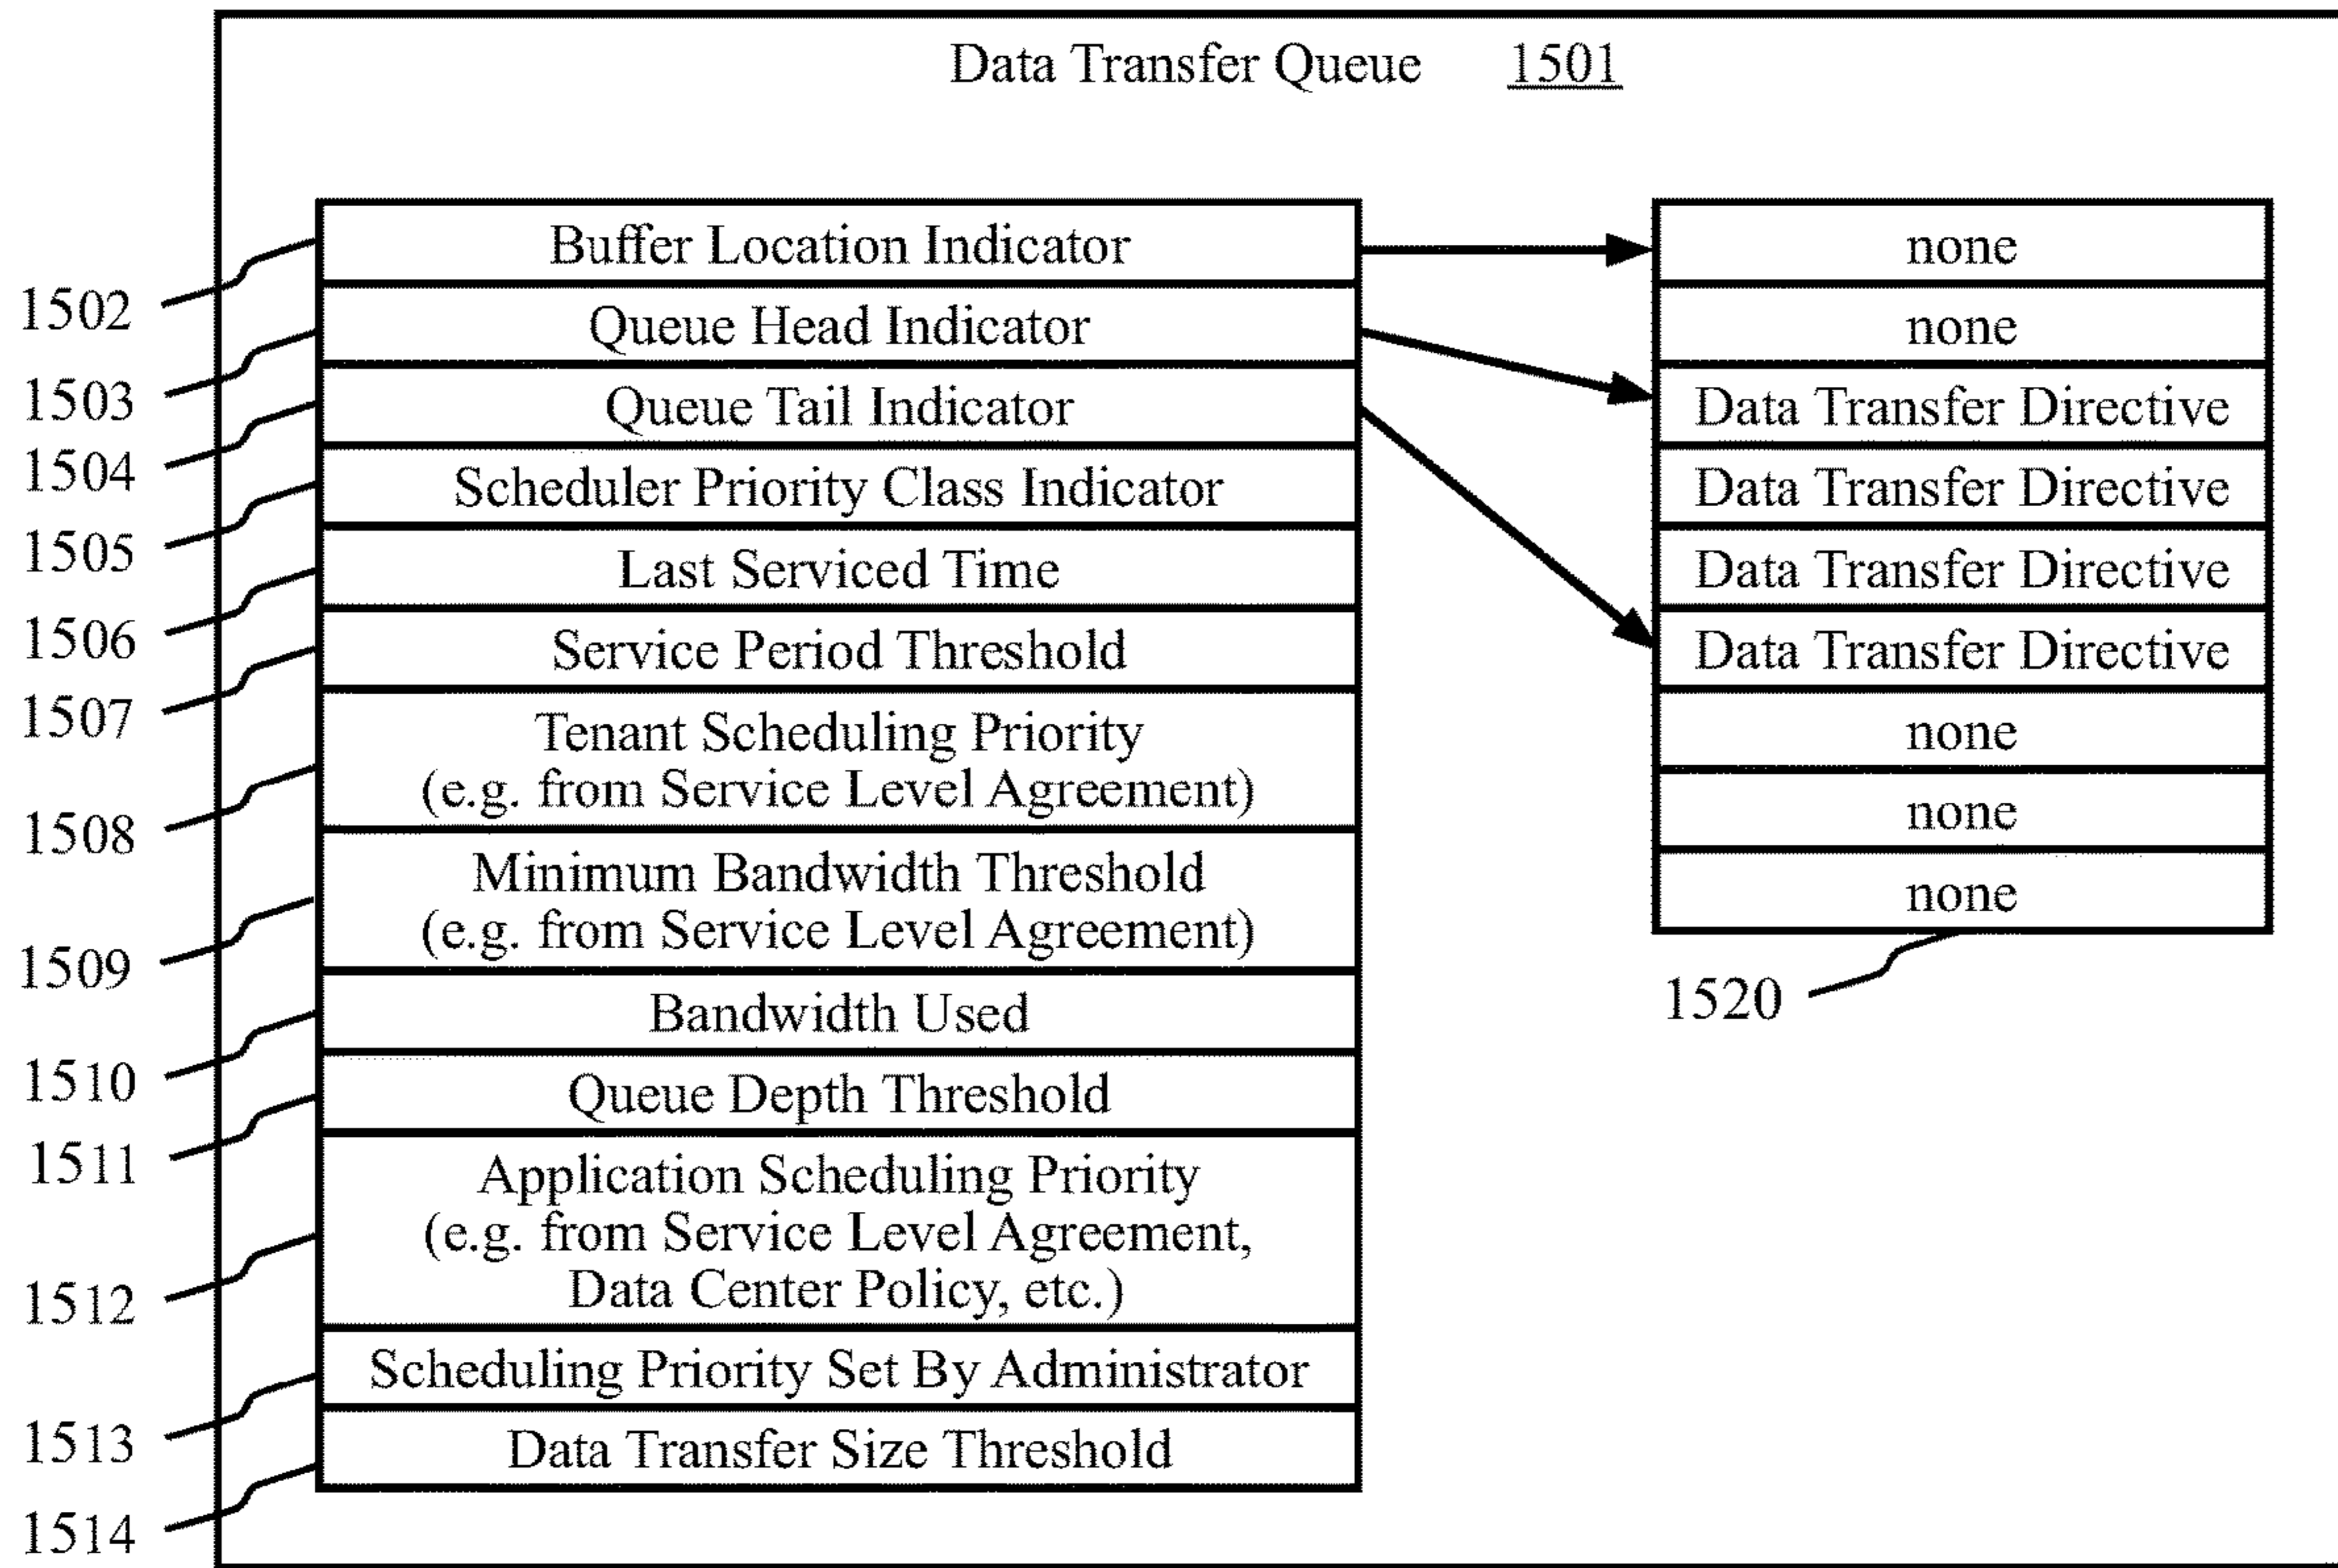 Data Transfer Queue 1501
Buffer Location Indicator
Queue Head Indicator
Queue Tail Indicator
Scheduler Priority Class Indicator
Last Serviced Time
Service Period Threshold
Tenant Scheduling Priority
(e.g. from Service Level Agreement)
Minimum Bandwidth Threshold
(e.g. from Service Level Agreement)
Bandwidth Used
Queue Depth Threshold
Application Scheduling Priority
(e.g. from Service Level Agreement,
Data Center Policy, etc.)
Scheduling Priority Set By Administrator
Data Transfer Size Threshold
1502
1503
1504
1505
1506
1507
1508
1509
1510
1511
1512
1513
1514
none
none
Data Transfer Directive
Data Transfer Directive
Data Transfer Directive
Data Transfer Directive
none
none
none
1520